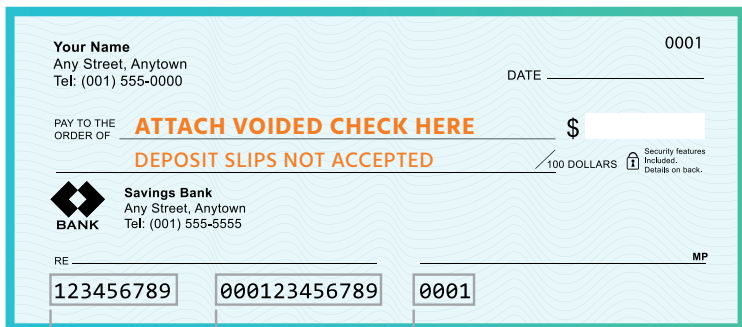 Your Name
0001
Any Street, Anytown
Tel: (001) 555-0000
DATE
PAY TO THE
ORDER OF
ATTACH VOIDED CHECK HERE
$
DEPOSIT SLIPS NOT ACCEPTED
/100 DOLLARS
Security features
Included.
Details on back.
Savings Bank
Any Street, Anytown
Tel: (001) 555-5555
BANK
RE
MP
123456789 000123456789 0001